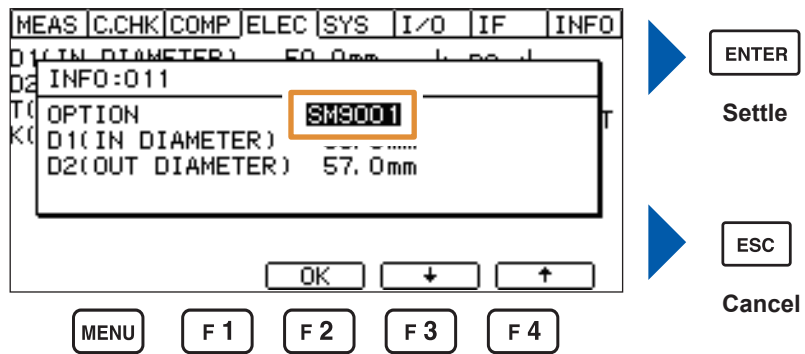 MEAS C.CHK COMP ELEC SYS I/O IF INFO
INFO:011
OPTION SM9001
D1(IN DIAMETER)
D2(OUT DIAMETER) 57.0mm
OK ↓ ↑
MENU F1 F2 F3 F4
ENTER
Settle
ESC
Cancel